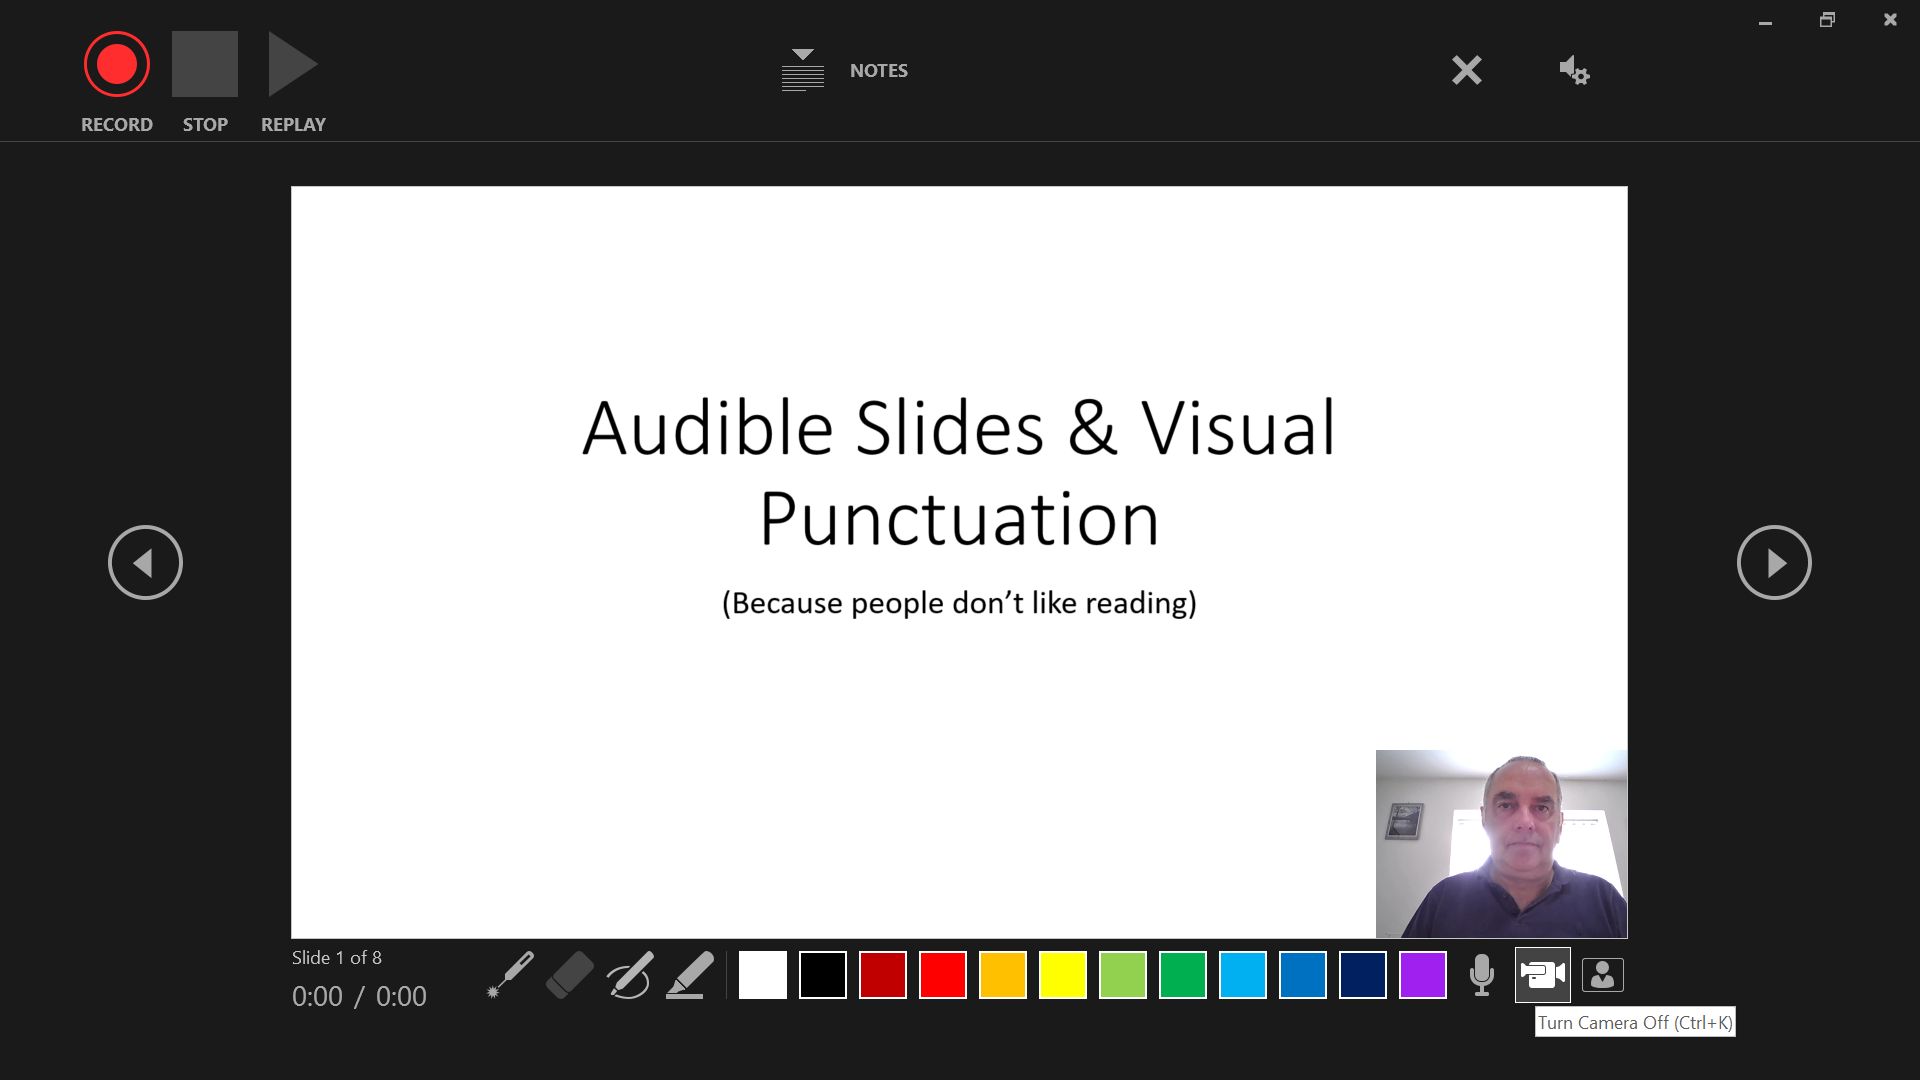 RECORD
STOP
REPLAY
NOTES
Audible Slides & Visual
Punctuation
(Because people don’t like reading)
Slide 1 of 8
0:00 / 0:00
Turn Camera Off (Ctrl+K)